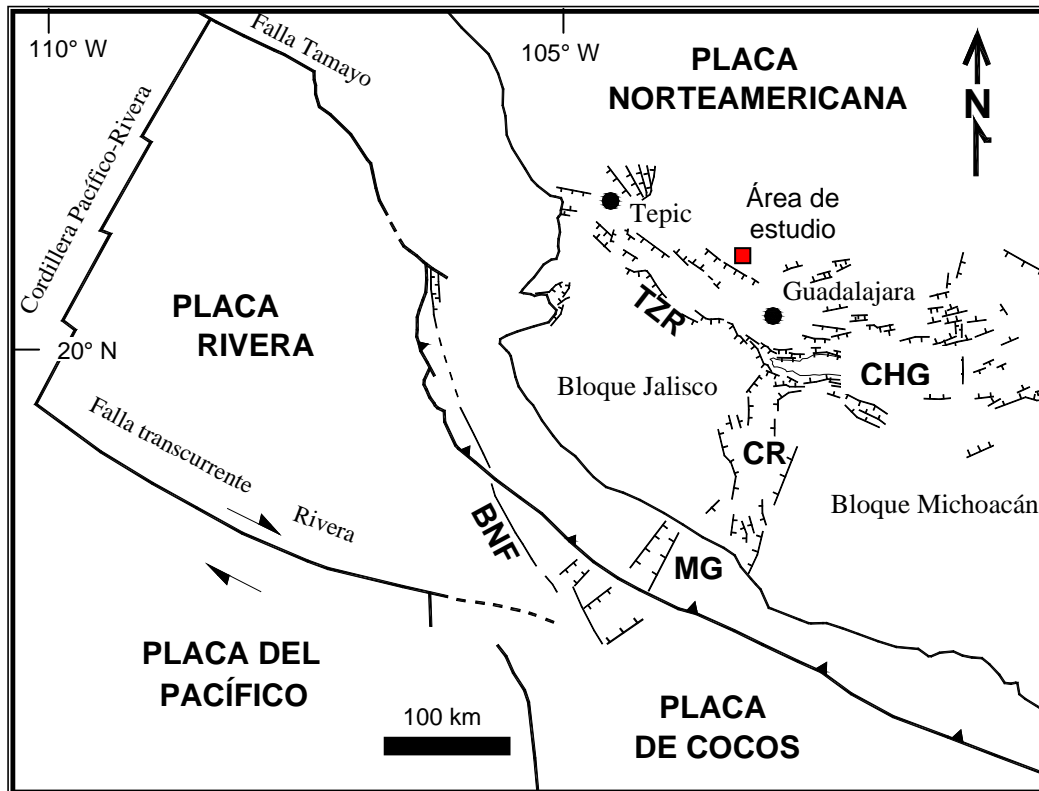 110° W
Falla Tamayo
105° W
PLACA
NORTEAMERICANA
N
Cordillera Pacífico-Rivera
Tepic
Área de
estudio
PLACA
RIVERA
TZR
Guadalajara
20° N
Bloque Jalisco
CHG
Falla transcurrente
Rivera
CR
Bloque Michoacán
BNF
MG
PLACA DEL
PACÍFICO
100 km
PLACA
DE COCOS